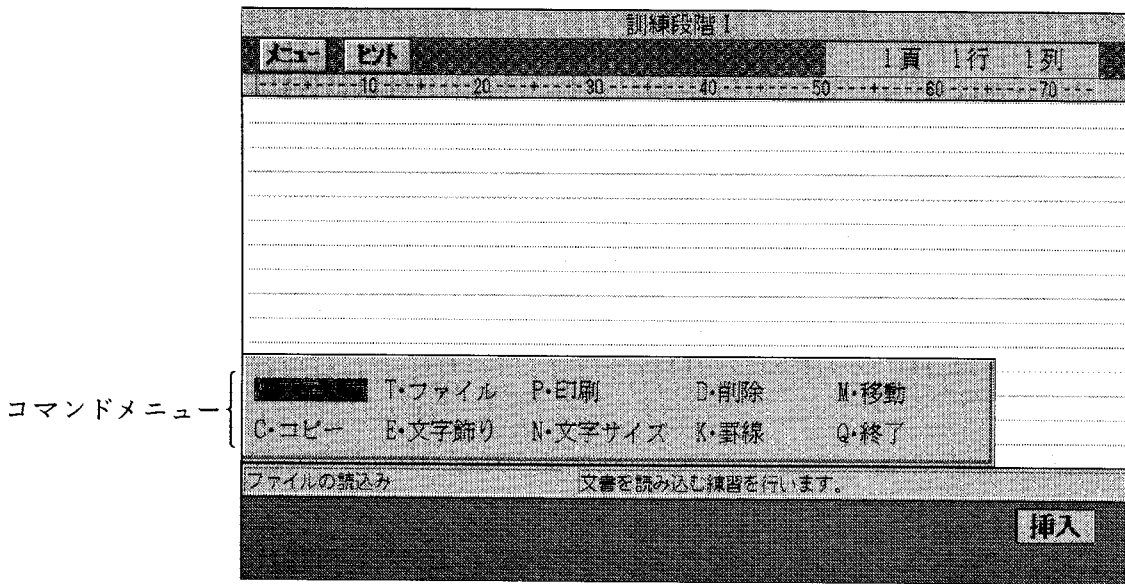 訓練段階 I
メニュー ヒント 1頁 1行 1列
----+----10---+----20---+----30---+----40---+----50---+----60---+----70---
コマンドメニュー
T・ファイル P・印刷 D・削除 M・移動
C・コピー E・文字飾り N・文字サイズ K・罫線 Q・終了
ファイルの読込み 文書を読み込む練習を行います。
挿入